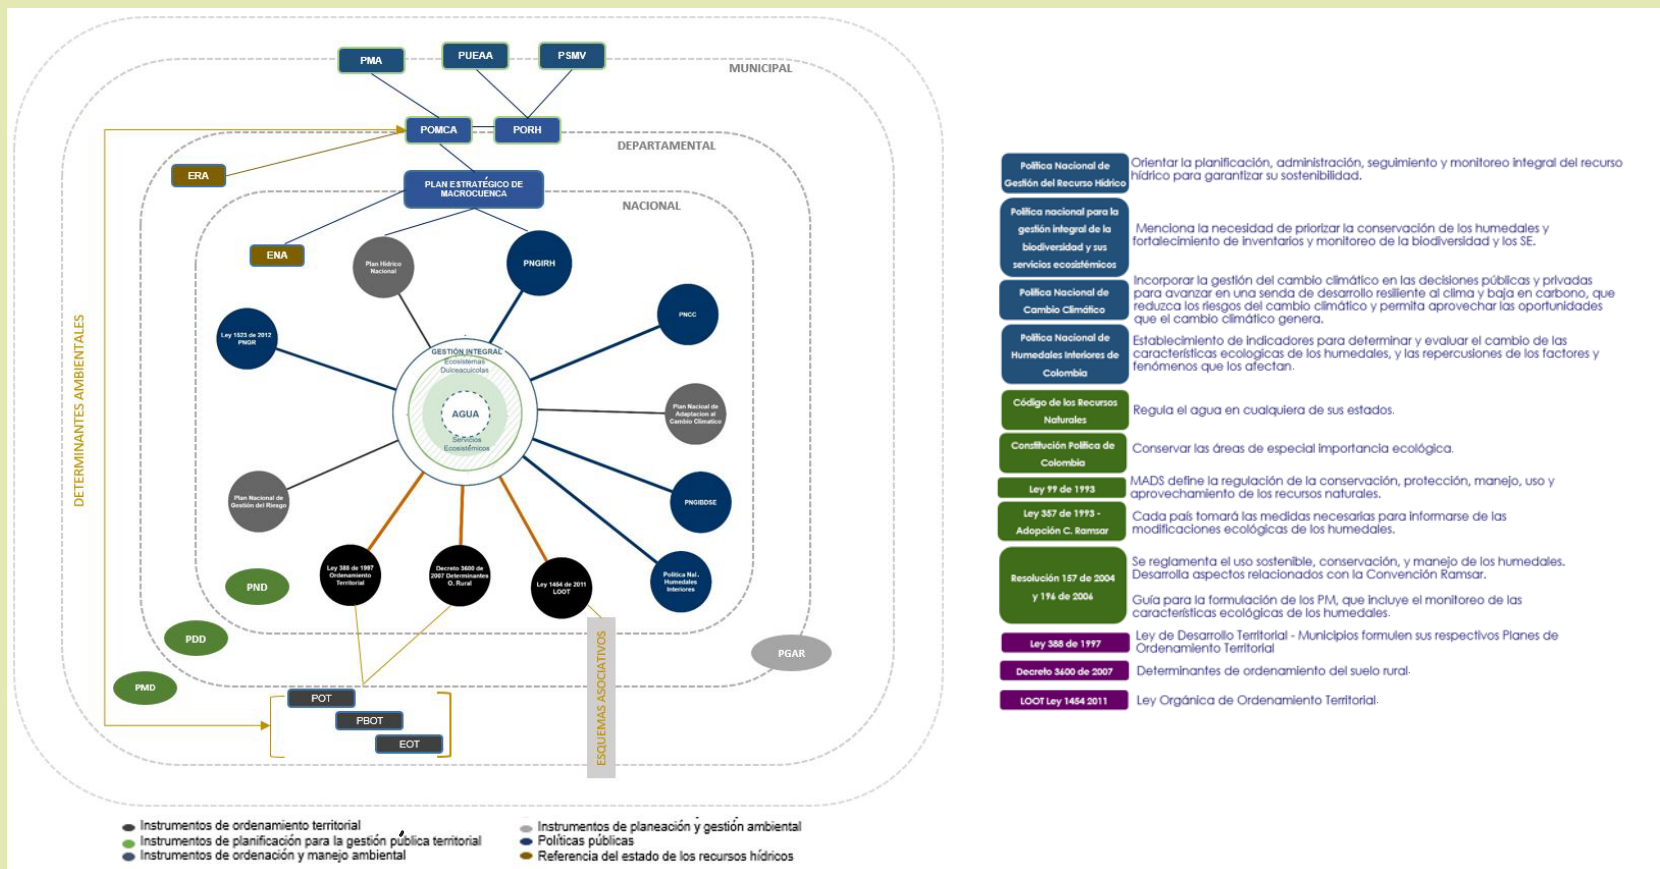 PMA
PUEAA
PSMV
MUNICIPAL
POMCA
PORH
DEPARTAMENTAL
ERA
PLAN ESTRATÉGICO DE
MACROCUENCA
NACIONAL
ENA
Plan Hídrico
Nacional
PNGIRH
Ley 1523 de 2012
PNGR
PNCC
GESTIÓN INTEGRAL
Ecosistemas
Dulceacuícolas
AGUA
Servicios
Ecosistémicos
Plan Nacional de
Adaptacion al
Cambio Climatico
Plan Nacional de
Gestión del Riesgo
PNGIBDSE
Ley 388 de 1997
Ordenamiento
Territorial
Decreto 3600 de
2007 Determinantes
O. Rural
Ley 1454 de 2011
LOOT
Política Nal.
Humedales
Interiores
PND
PDD
PMD
PGAR
POT
PBOT
EOT
DETERMINANTES AMBIENTALES
ESQUEMAS ASOCIATIVOS
Instrumentos de ordenamiento territorial
Instrumentos de planificación para la gestión pública territorial
Instrumentos de ordenación y manejo ambiental
Instrumentos de planeación y gestión ambiental
Políticas públicas
Referencia del estado de los recursos hídricos
Política Nacional de
Gestión del Recurso Hídrico
Orientar la planificación, administración, seguimiento y monitoreo integral del recurso
hídrico para garantizar su sostenibilidad.
Política nacional para la
gestión integral de la
biodiversidad y sus
servicios ecosistémicos
Menciona la necesidad de priorizar la conservación de los humedales y
fortalecimiento de inventarios y monitoreo de la biodiversidad y los SE.
Política Nacional de
Cambio Climático
Incorporar la gestión del cambio climático en las decisiones públicas y privadas
para avanzar en una senda de desarrollo resiliente al clima y baja en carbono, que
reduzca los riesgos del cambio climático y permita aprovechar las oportunidades
que el cambio climático genera.
Política Nacional de
Humedales Interiores de
Colombia
Establecimiento de indicadores para determinar y evaluar el cambio de las
características ecologicas de los humedales, y las repercusiones de los factores y
fenómenos que los afectan.
Código de los Recursos
Naturales
Regula el agua en cualquiera de sus estados.
Constitución Política de
Colombia
Conservar las áreas de especial importancia ecológica.
Ley 99 de 1993
MADS define la regulación de la conservación, protección, manejo, uso y
aprovechamiento de los recursos naturales.
Ley 357 de 1993 -
Adopción C. Ramsar
Cada país tomará las medidas necesarias para informarse de las
modificaciones ecológicas de los humedales.
Resolución 157 de 2004
y 196 de 2006
Se reglamenta el uso sostenible, conservación, y manejo de los humedales.
Desarrolla aspectos relacionados con la Convención Ramsar.
Guía para la formulación de los PM, que incluye el monitoreo de las
características ecológicas de los humedales.
Ley 388 de 1997
Ley de Desarrollo Territorial - Municipios formulen sus respectivos Planes de
Ordenamiento Territorial
Decreto 3600 de 2007
Determinantes de ordenamiento del suelo rural.
LOOT Ley 1454 2011
Ley Orgánica de Ordenamiento Territorial.